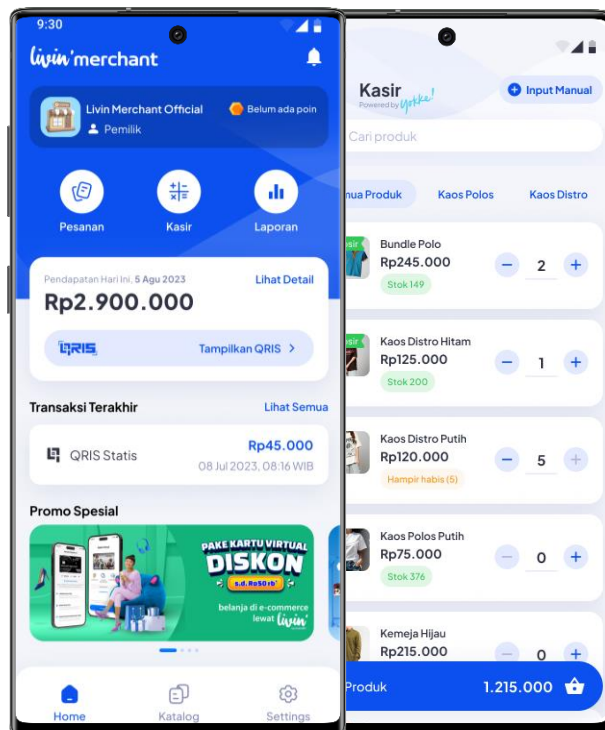 9:30
livin'merchant
Livin Merchant Official
Belum ada poin
Pemilik
Pesanan
Kasir
Laporan
Pendapatan Hari Ini, 5 Agu 2023
Lihat Detail
Rp2.900.000
QRIS
Tampilkan QRIS
Transaksi Terakhir
Lihat Semua
QRIS Statis
Rp45.000
08 Jul 2023, 08:16 WIB
Promo Spesial
PAKE KARTU VIRTUAL
DISKON
s.d. Rp50rb*
belanja di e-commerce
lewat livin'
Home
Katalog
Settings
Kasir
Powered by yokke!
Input Manual
Cari produk
mua Produk
Kaos Polos
Kaos Distro
Bundle Polo
Rp245.000
2
Stok 149
Kaos Distro Hitam
Rp125.000
1
Stok 200
Kaos Distro Putih
Rp120.000
5
Hampir habis (5)
Kaos Polos Putih
Rp75.000
0
Stok 376
Kemeja Hijau
Rp215.000
0
Produk
1.215.000